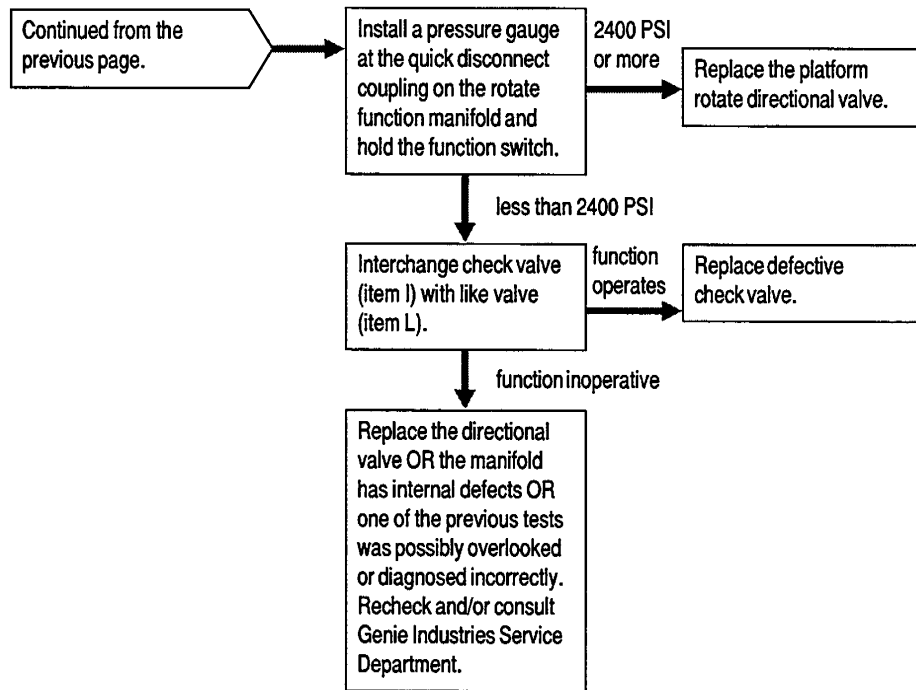 Continued from the
previous page.
Install a pressure gauge
at the quick disconnect
coupling on the rotate
function manifold and
hold the function switch.
2400 PSI
or more
Replace the platform
rotate directional valve.
less than 2400 PSI
Interchange check valve
(item I) with like valve
(item L).
function
operates
Replace defective
check valve.
function inoperative
Replace the directional
valve OR the manifold
has internal defects OR
one of the previous tests
was possibly overlooked
or diagnosed incorrectly.
Recheck and/or consult
Genie Industries Service
Department.